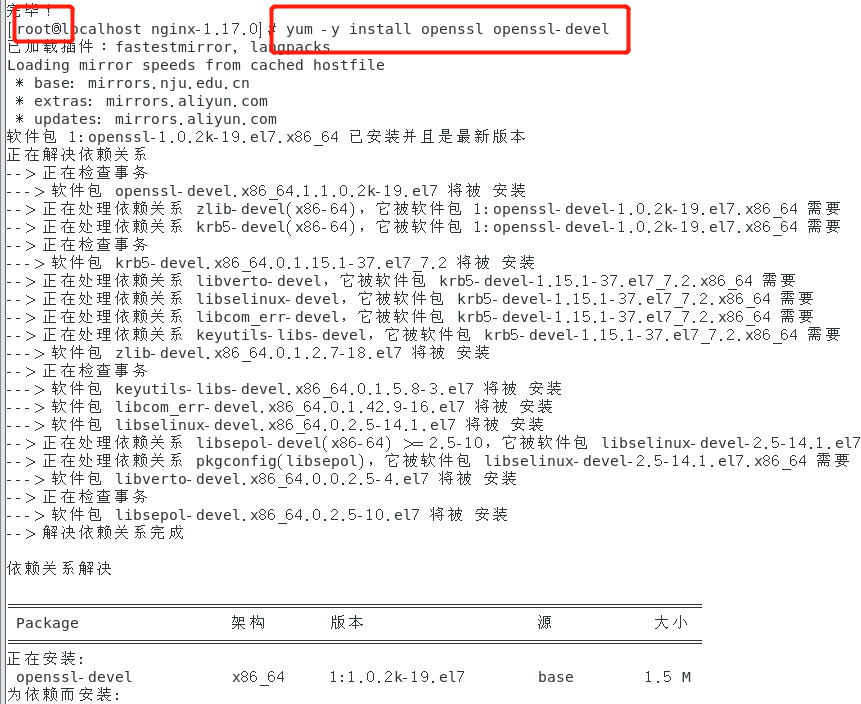 完毕！
[root@localhost nginx-1.17.0]# yum -y install openssl openssl-devel
已加载插件：fastestmirror, langpacks
Loading mirror speeds from cached hostfile
 * base: mirrors.nju.edu.cn
 * extras: mirrors.aliyun.com
 * updates: mirrors.aliyun.com
软件包 1:openssl-1.0.2k-19.el7.x86_64 已安装并且是最新版本
正在解决依赖关系
--> 正在检查事务
---> 软件包 openssl-devel.x86_64.1.1.0.2k-19.el7 将被 安装
--> 正在处理依赖关系 zlib-devel(x86-64)，它被软件包 1:openssl-devel-1.0.2k-19.el7.x86_64 需要
--> 正在处理依赖关系 krb5-devel(x86-64)，它被软件包 1:openssl-devel-1.0.2k-19.el7.x86_64 需要
--> 正在检查事务
---> 软件包 krb5-devel.x86_64.0.1.15.1-37.el7_7.2 将被 安装
--> 正在处理依赖关系 libverto-devel，它被软件包 krb5-devel-1.15.1-37.el7_7.2.x86_64 需要
--> 正在处理依赖关系 libselinux-devel，它被软件包 krb5-devel-1.15.1-37.el7_7.2.x86_64 需要
--> 正在处理依赖关系 libcom_err-devel，它被软件包 krb5-devel-1.15.1-37.el7_7.2.x86_64 需要
--> 正在处理依赖关系 keyutils-libs-devel，它被软件包 krb5-devel-1.15.1-37.el7_7.2.x86_64 需要
---> 软件包 zlib-devel.x86_64.0.1.2.7-18.el7 将被 安装
--> 正在检查事务
---> 软件包 keyutils-libs-devel.x86_64.0.1.5.8-3.el7 将被 安装
---> 软件包 libcom_err-devel.x86_64.0.1.42.9-16.el7 将被 安装
---> 软件包 libselinux-devel.x86_64.0.2.5-14.1.el7 将被 安装
--> 正在处理依赖关系 libsepol-devel(x86-64) >= 2.5-10，它被软件包 libselinux-devel-2.5-14.1.el7
--> 正在处理依赖关系 pkgconfig(libsepol)，它被软件包 libselinux-devel-2.5-14.1.el7.x86_64 需要
---> 软件包 libverto-devel.x86_64.0.0.2.5-4.el7 将被 安装
--> 正在检查事务
---> 软件包 libsepol-devel.x86_64.0.2.5-10.el7 将被 安装
--> 解决依赖关系完成
依赖关系解决
Package 架构 版本 源 大小
正在安装:
openssl-devel x86_64 1:1.0.2k-19.el7 base 1.5 M
为依赖而安装: